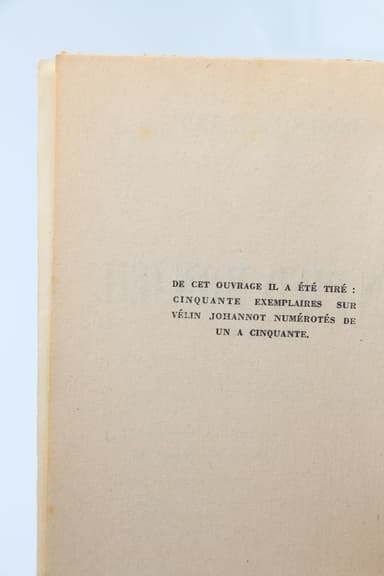 DE CET OUVRAGE IL A ÉTÉ TIRÉ :
CINQUANTE EXEMPLAIRES SUR
VÉLIN JOHANNOT NUMÉROTÉS DE
UN A CINQUANTE.